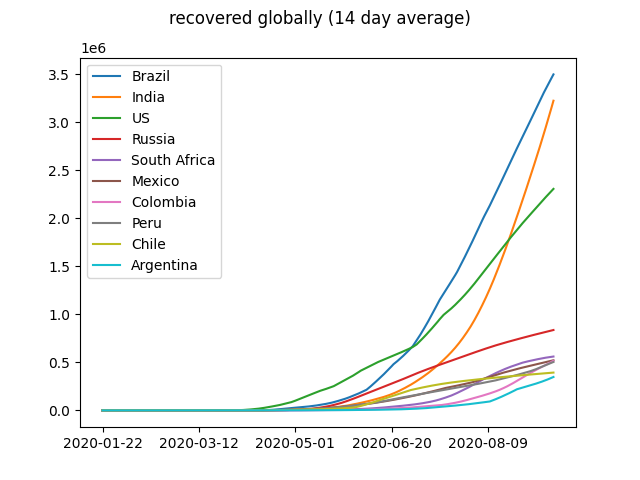 recovered globally (14 day average)
1e6
3.5
3.0
2.5
2.0
1.5
1.0
0.5
0.0
Brazil
India
US
Russia
South Africa
Mexico
Colombia
Peru
Chile
Argentina
2020-01-22 2020-03-12 2020-05-01 2020-06-20 2020-08-09